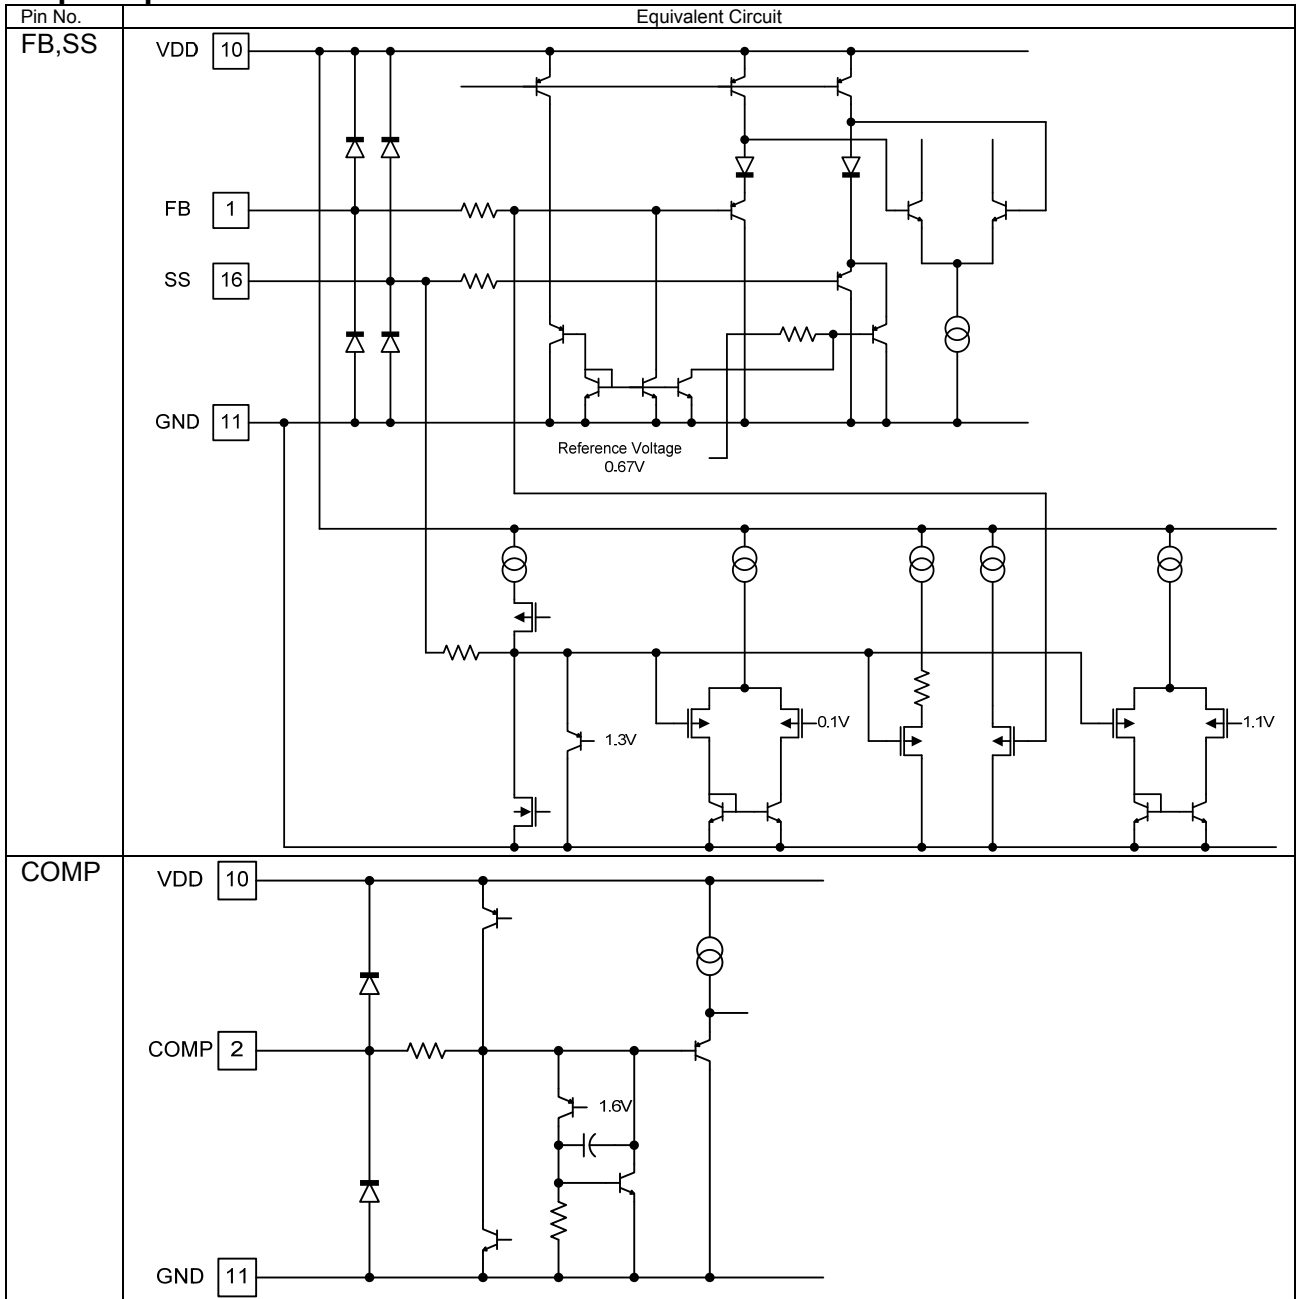 Pin No.
Equivalent Circuit
FB,SS
VDD 10
FB 1
SS 16
GND 11
Reference Voltage
0.67V
1.3V
0.1V
1.1V
COMP
VDD 10
COMP 2
1.6V
GND 11